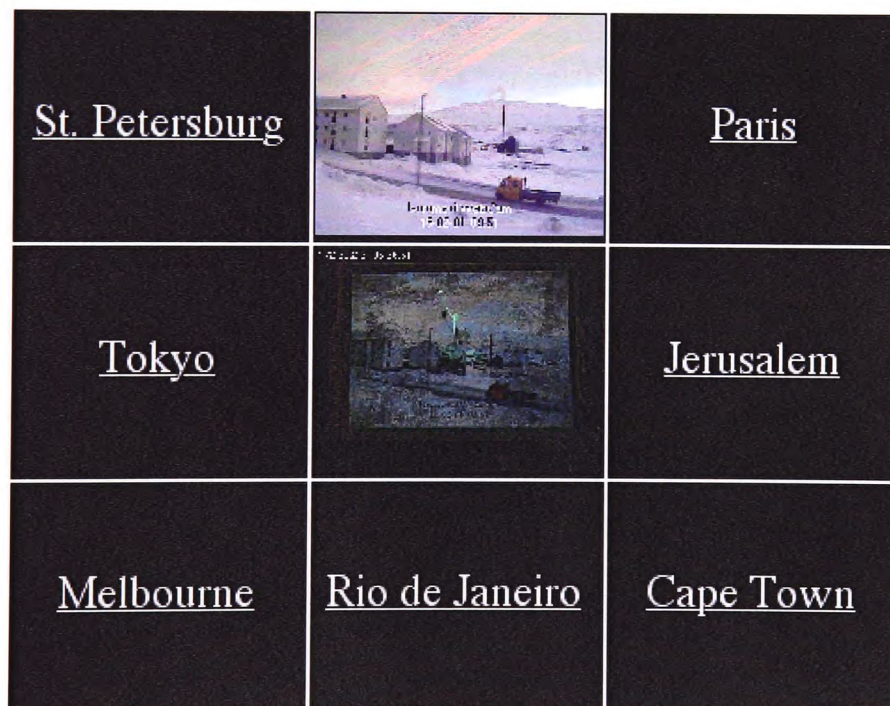 St. Petersburg
Paris
Tokyo
Jerusalem
Melbourne
Rio de Janeiro
Cape Town